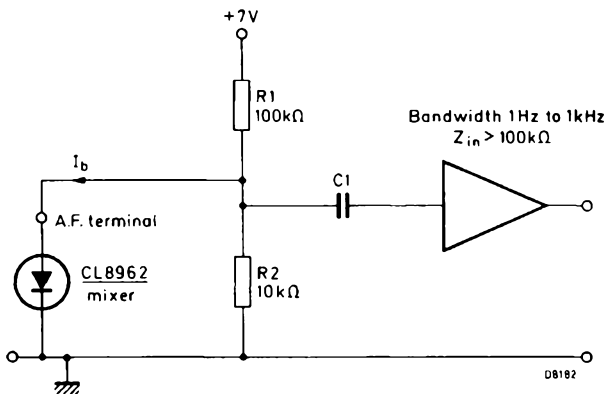 +7V
R1
100kΩ
Bandwidth 1Hz to 1kHz
Zin > 100kΩ
Ib
C1
A.F. terminal
CL8962
mixer
R2
10kΩ
D8182